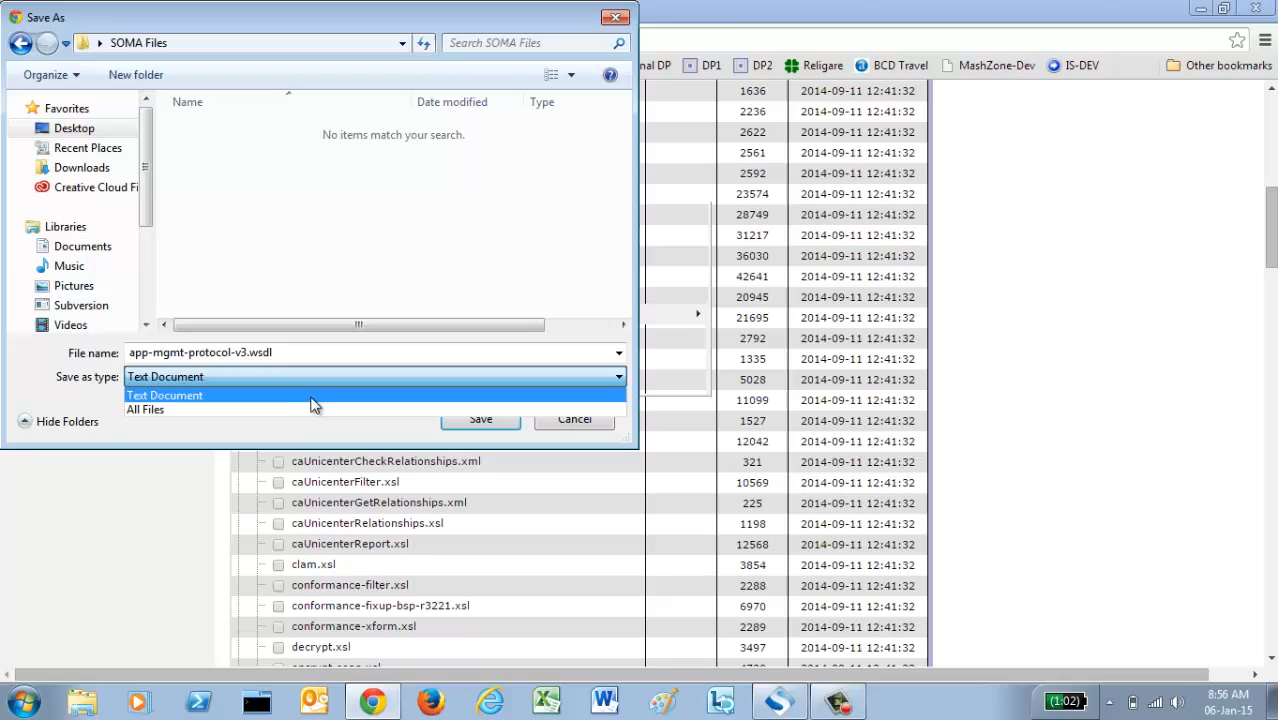 Save As
SOMA Files
Search SOMA Files
nal DP
DP1
DP2
Religare
BCD Travel
MashZone-Dev
IS-DEV
Other bookmarks
Organize
New folder
Name
Date modified
Type
No items match your search.
Favorites
Desktop
Recent Places
Downloads
Creative Cloud Fi
Libraries
Documents
Music
Pictures
Subversion
Videos
File name:
app-mgmt-protocol-v3.wsdl
Save as type:
Text Document
Text Document
All Files
Hide Folders
Save
Cancel
1636 2014-09-11 12:41:32
2236 2014-09-11 12:41:32
2622 2014-09-11 12:41:32
2561 2014-09-11 12:41:32
2592 2014-09-11 12:41:32
23574 2014-09-11 12:41:32
28749 2014-09-11 12:41:32
31217 2014-09-11 12:41:32
36030 2014-09-11 12:41:32
42641 2014-09-11 12:41:32
20945 2014-09-11 12:41:32
21695 2014-09-11 12:41:32
2792 2014-09-11 12:41:32
1335 2014-09-11 12:41:32
5028 2014-09-11 12:41:32
11099 2014-09-11 12:41:32
1527 2014-09-11 12:41:32
12042 2014-09-11 12:41:32
caUnicenterCheckRelationships.xml 321 2014-09-11 12:41:32
caUnicenterFilter.xsl 10569 2014-09-11 12:41:32
caUnicenterGetRelationships.xml 225 2014-09-11 12:41:32
caUnicenterRelationships.xsl 1198 2014-09-11 12:41:32
caUnicenterReport.xsl 12568 2014-09-11 12:41:32
clam.xsl 3854 2014-09-11 12:41:32
conformance-filter.xsl 2288 2014-09-11 12:41:32
conformance-fixup-bsp-r3221.xsl 6970 2014-09-11 12:41:32
conformance-xform.xsl 2289 2014-09-11 12:41:32
decrypt.xsl 3497 2014-09-11 12:41:32
(1:02)
8:56 AM
06-Jan-15